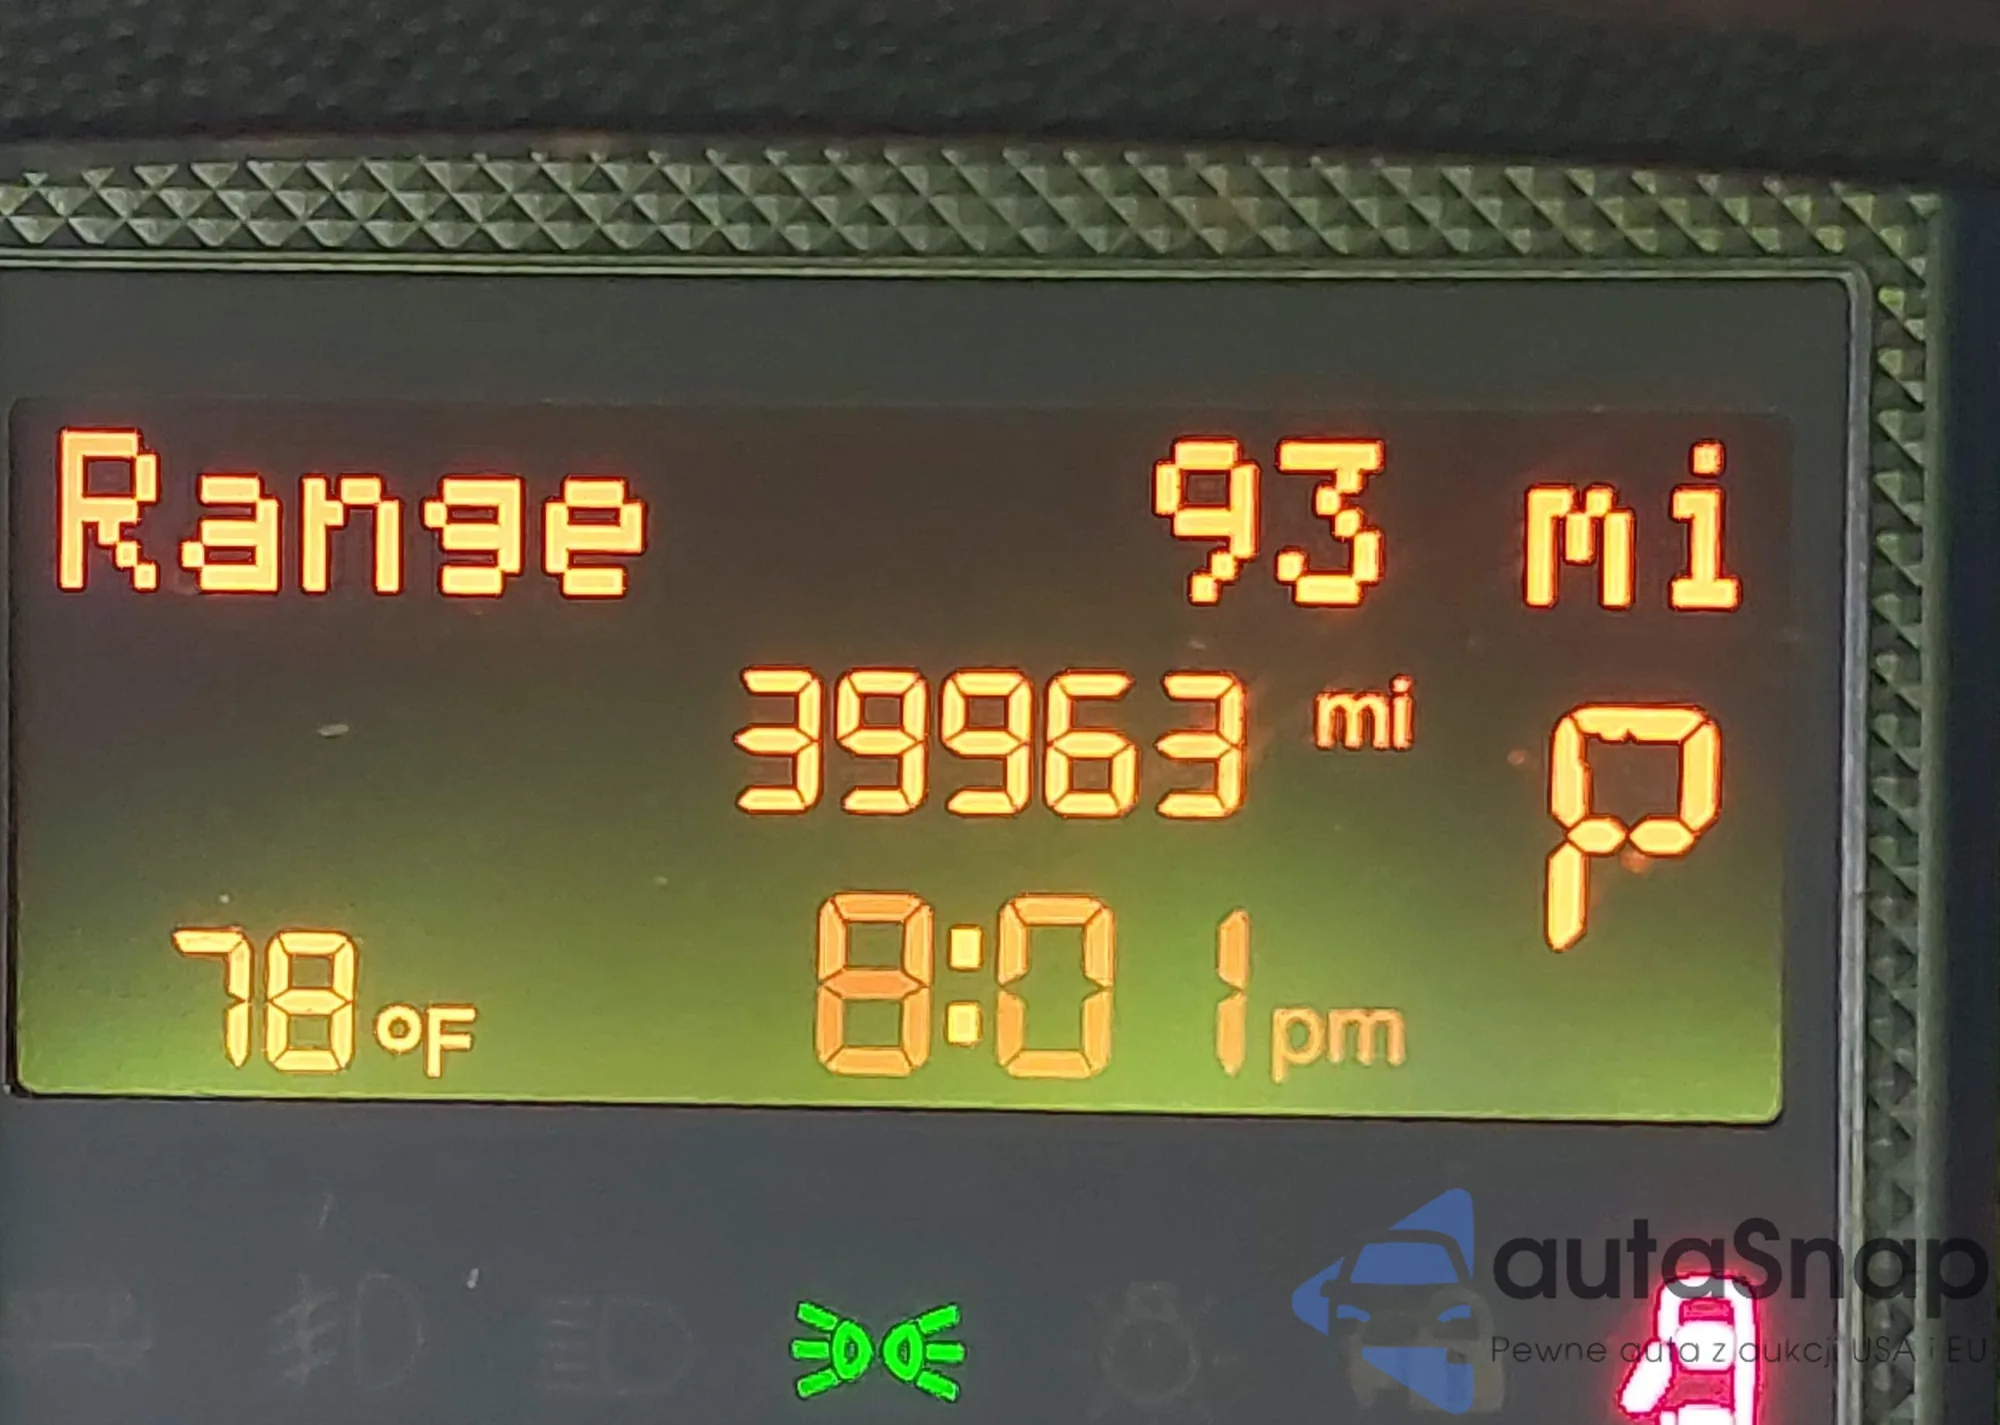 Range 93 mi
39963 mi
P
78 °F 8:01 pm
autaSnap
Pewne auta z aukcji USA i EU